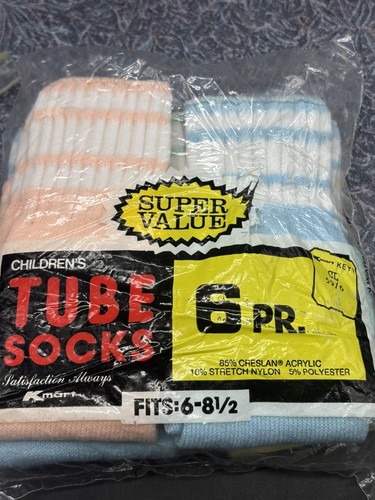 SUPER
VALUE
CHILDREN'S
TUBE
SOCKS
Satisfaction Always
Kmart
6 PR.
KEY
85% CRESLAN® ACRYLIC
10% STRETCH NYLON 5% POLYESTER
FITS:6-8½